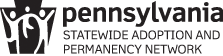 pennsylvania
STATEWIDE ADOPTION AND
PERMANENCY NETWORK